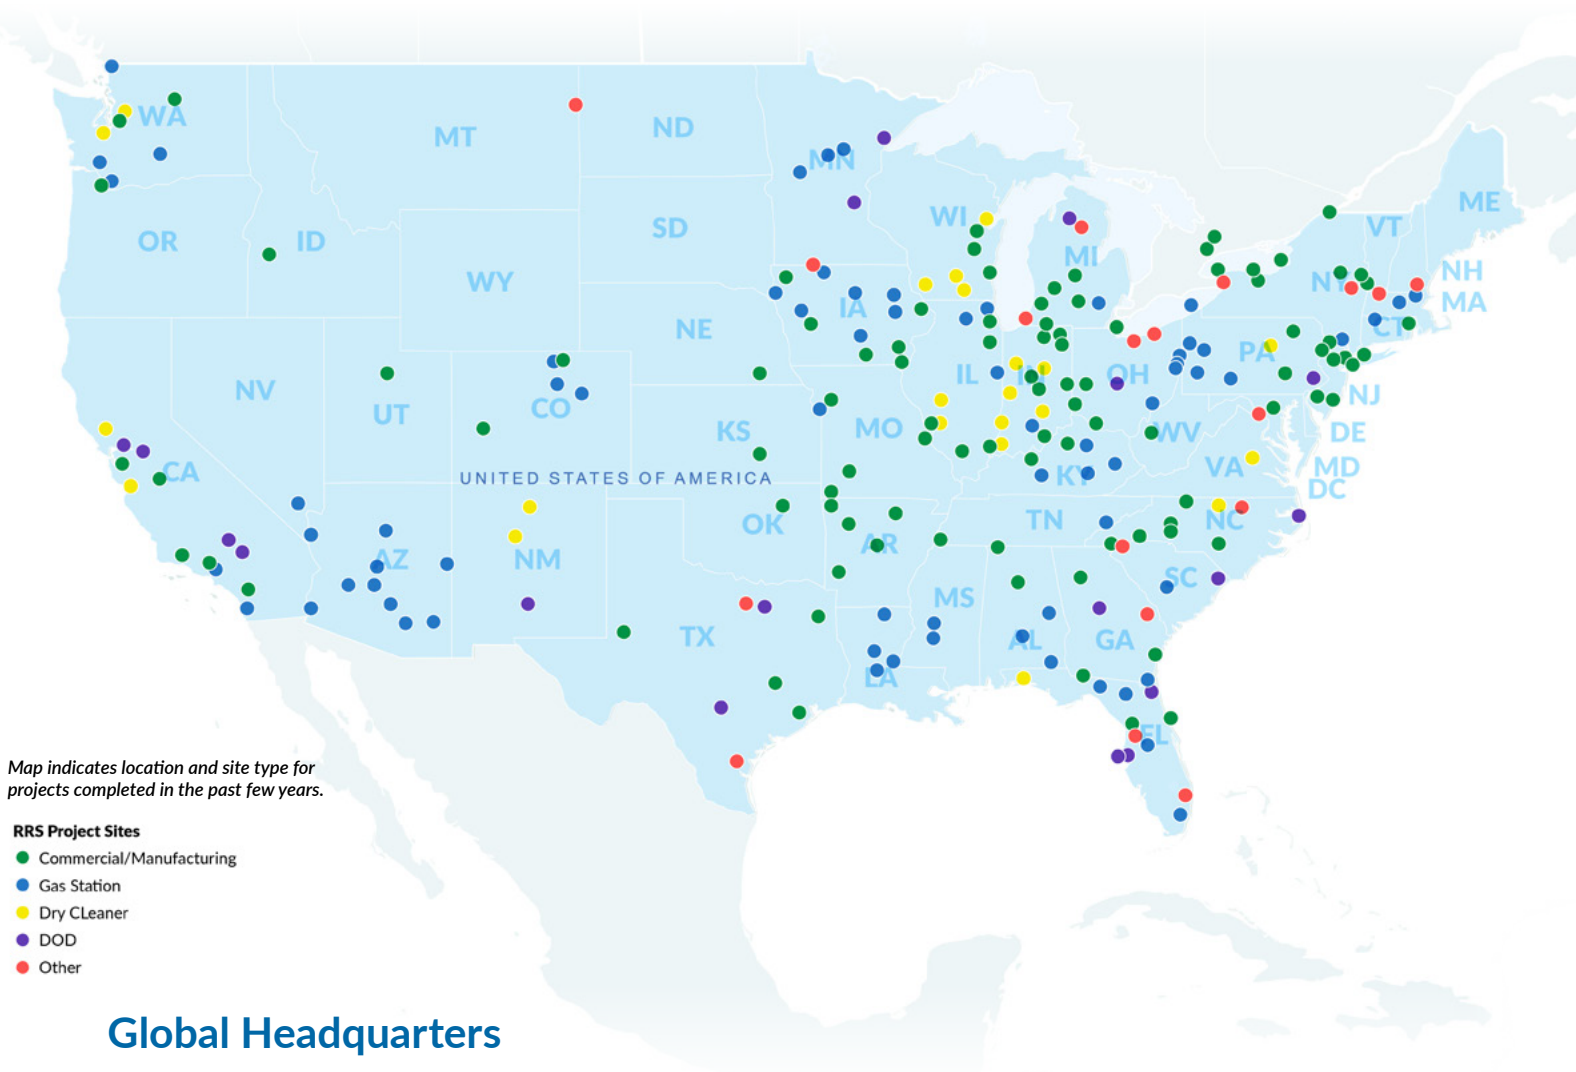 WA
MT
ND
MN
OR
ID
WY
SD
WI
MI
VT
ME
NY
NH
MA
CT
NV
UT
CO
NE
IA
IL
IN
OH
PA
NJ
CA
KS
MO
KY
WV
VA
DE
MD
DC
UNITED STATES OF AMERICA
AZ
NM
OK
AR
TN
NC
SC
TX
LA
MS
AL
GA
FL
Map indicates location and site type for
projects completed in the past few years.
RRS Project Sites
Commercial/Manufacturing
Gas Station
Dry CLeaner
DOD
Other
Global Headquarters